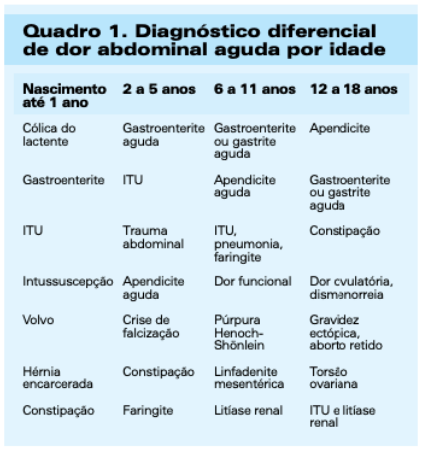 Quadro 1. Diagnóstico diferencial
de dor abdominal aguda por idade
Nascimento até 1 ano	2 a 5 anos	6 a 11 anos	12 a 18 anos
Cólica do lactente	Gastroenterite aguda	Gastroenterite ou gastrite aguda	Apendicite
Gastroenterite	ITU	Apendicite aguda	Gastroenterite ou gastrite aguda
ITU	Trauma abdominal	ITU, pneumonia, faringite	Constipação
Intussuscepção	Apendicite aguda	Dor funcional	Dor cvulatória, dismenorreia
Volvo	Crise de falcização	Púrpura Henoch-Shönlein	Gravidez ectópica, aborto retido
Hérnia encarcerada	Constipação	Linfadenite mesentérica	Torsão ovariana
Constipação	Faringite	Litíase renal	ITU e litíase renal